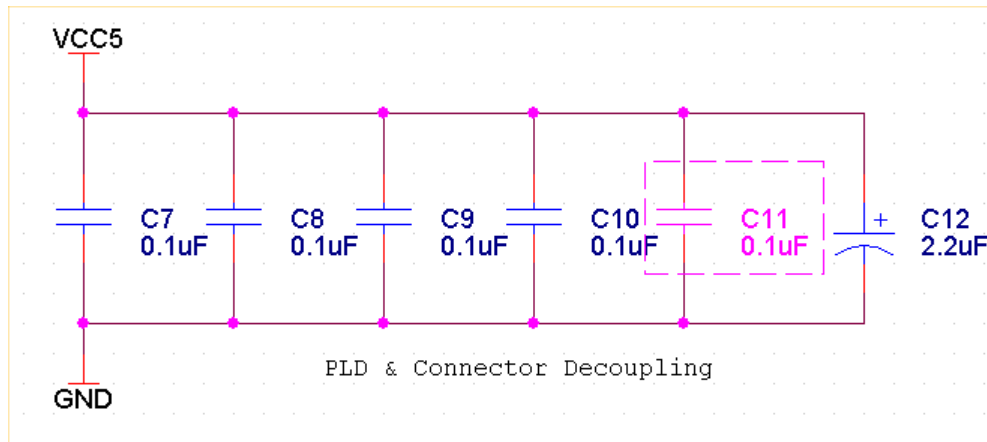 VCC5
C7
0.1uF
C8
0.1uF
C9
0.1uF
C10
0.1uF
C11
0.1uF
+
C12
2.2uF
PLD & Connector Decoupling
GND